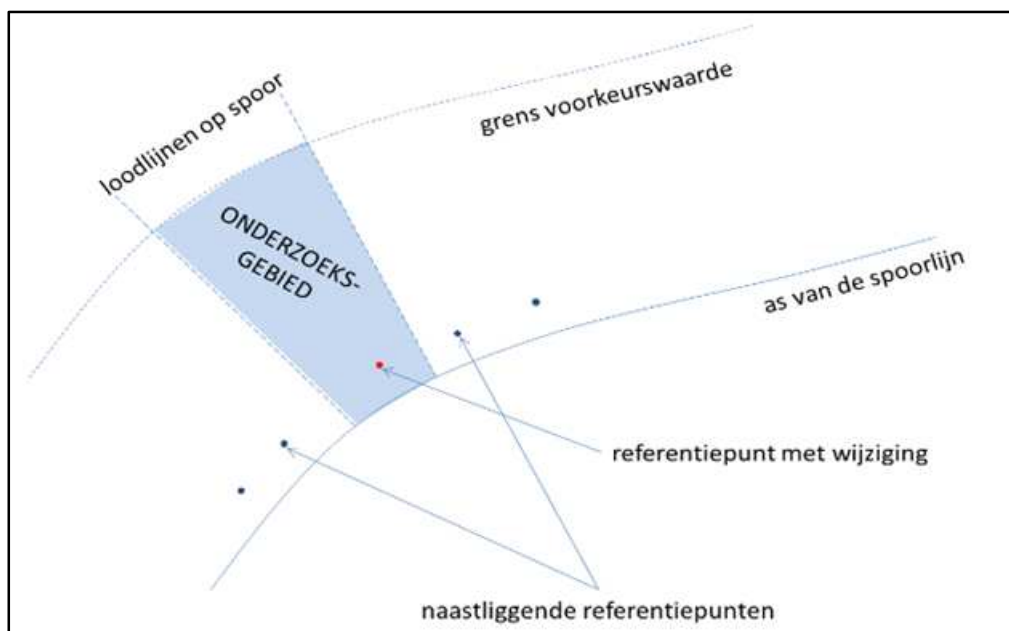 loodlijnen op spoor
grens voorkeurswaarde
ONDERZOEKS-
GEBIED
as van de spoorlijn
referentiepunt met wijziging
naastliggende referentiepunten